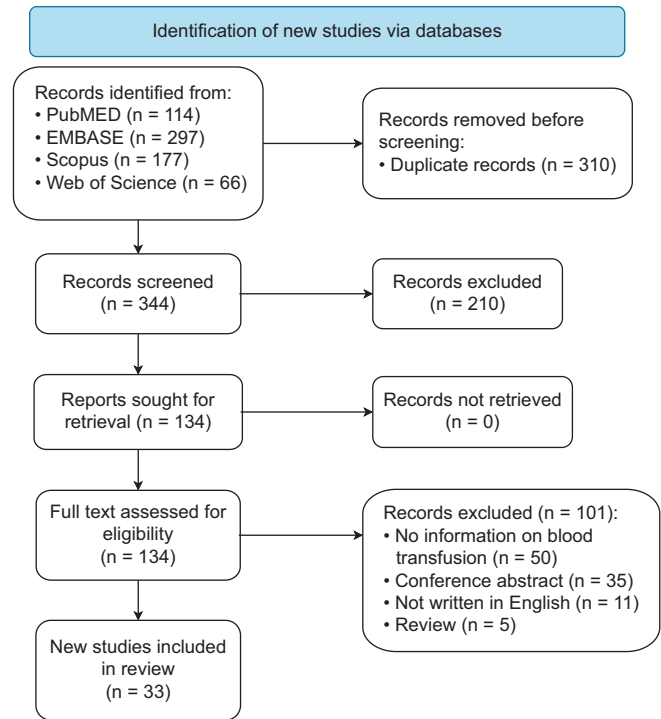 Identification of new studies via databases
Records identified from:
• PubMED (n = 114)
• EMBASE (n = 297)
• Scopus (n = 177)
• Web of Science (n = 66)
Records removed before
screening:
• Duplicate records (n = 310)
Records screened
(n = 344)
Records excluded
(n = 210)
Reports sought for
retrieval (n = 134)
Records not retrieved
(n = 0)
Full text assessed for
eligibility
(n = 134)
Records excluded (n = 101):
• No information on blood
transfusion (n = 50)
• Conference abstract (n = 35)
• Not written in English (n = 11)
• Review (n = 5)
New studies included
in review
(n = 33)